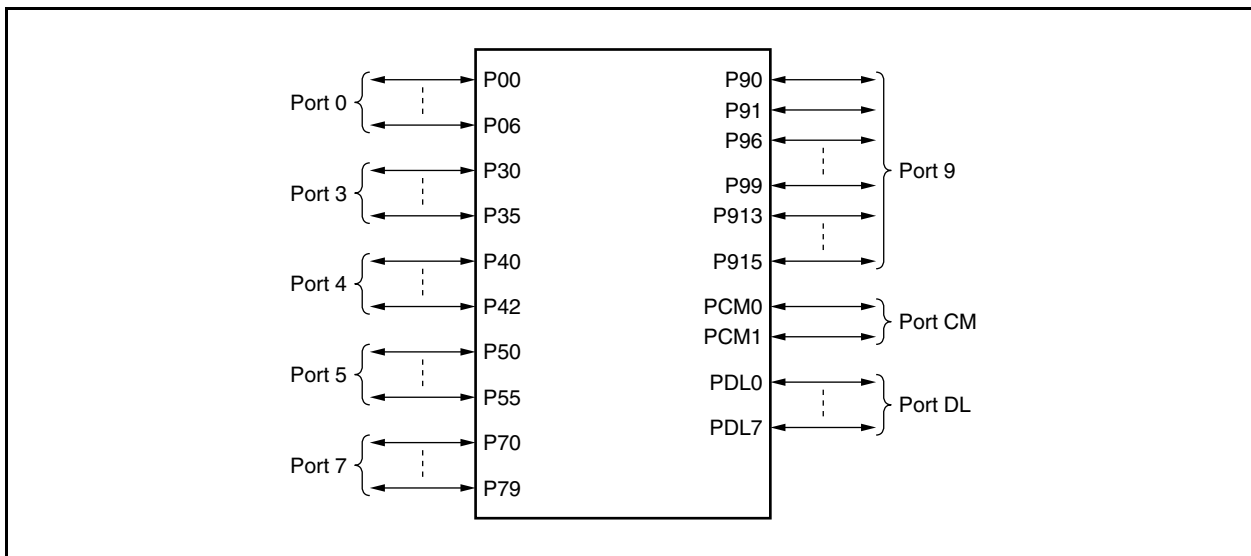 Port 0
P00
P06
Port 3
P30
P35
Port 4
P40
P42
Port 5
P50
P55
Port 7
P70
P79
P90
P91
P96
P99
P913
P915
Port 9
PCM0
PCM1
Port CM
PDL0
PDL7
Port DL